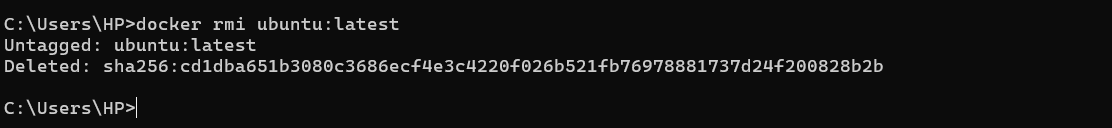 C:\Users\HP>docker rmi ubuntu:latest
Untagged: ubuntu:latest
Deleted: sha256:cd1dba651b3080c3686ecf4e3c4220f026b521fb76978881737d24f200828b2b
C:\Users\HP>